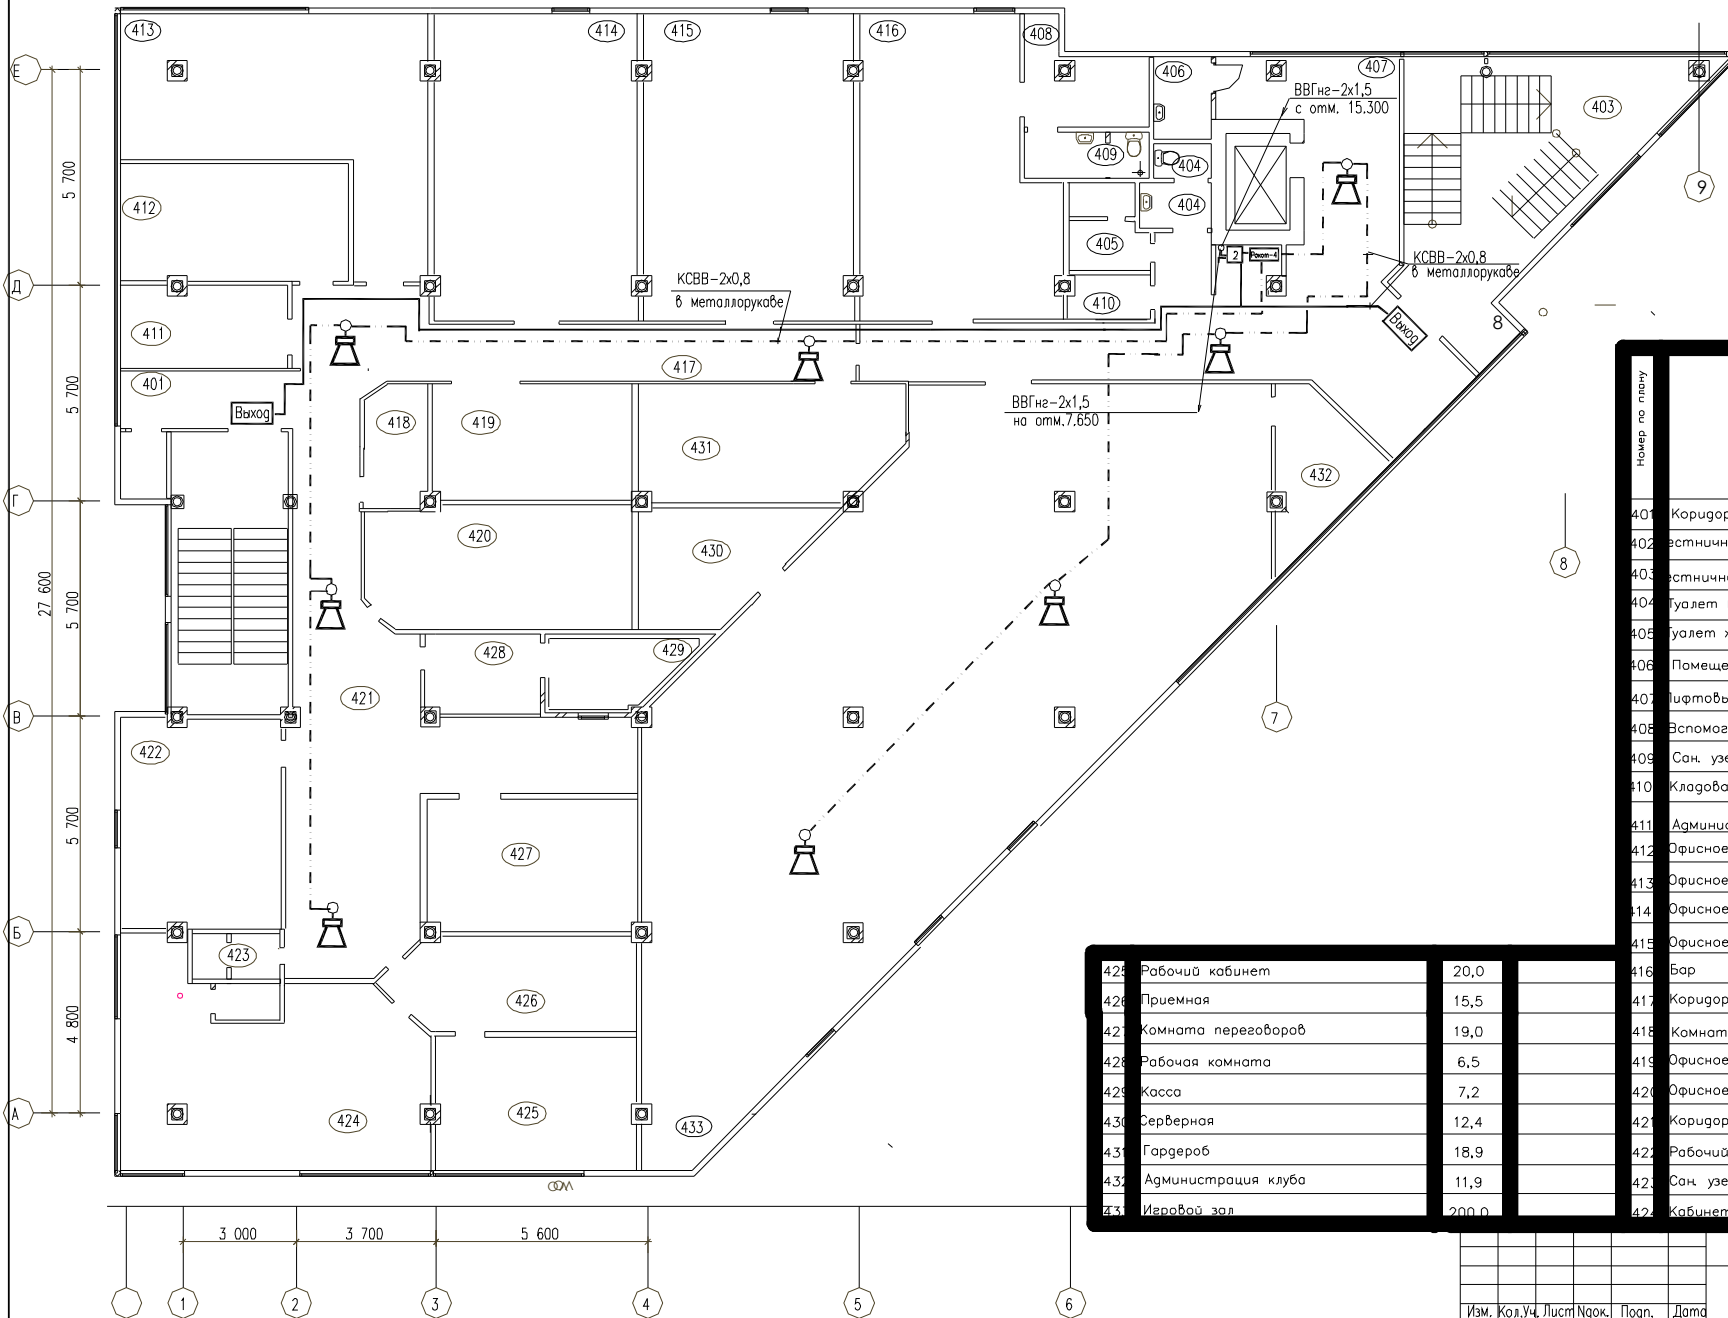 413
414
415
416
408
406
407
403
Е
ВВГнг-2х1,5
с отм. 15.300
409
404
404
405
412
9
5 700
КСВВ-2х0,8
в металлорукаве
2
Рокот-4
КСВВ-2х0,8
в металлорукаве
Д
410
411
8
Выход
417
401
Выход
418
419
431
ВВГнг-2х1,5
на отм.7.650
432
5 700
Номер по плану
Г
420
430
8
27 600
5 700
428
429
421
В
7
422
5 700
427
Б
423
426
4 800
А
424
425
433
401 Коридор
402
403
404 Туалет
405
406
407
408 Вспомог
409 Сан. узе
410 Кладова
411 Админис
412 Офисное
413 Офисное
414 Офисное
415 Офисное
416 Бар
417 Коридор
418 Комнат
419 Офисное
420 Офисное
421 Коридор
422 Рабочий
423 Сан. узе
424 Кабинет
425 Рабочий кабинет 20,0
426 Приемная 15,5
427 Комната переговоров 19,0
428 Рабочая комната 6,5
429 Касса 7,2
430 Серверная 12,4
431 Гардероб 18,9
432 Администрация клуба 11,9
433 Игровой зал 200,0
3 000
3 700
5 600
1
2
3
4
5
6
Изм. Кол.Уч. Лист Nдок. Подп. Дата